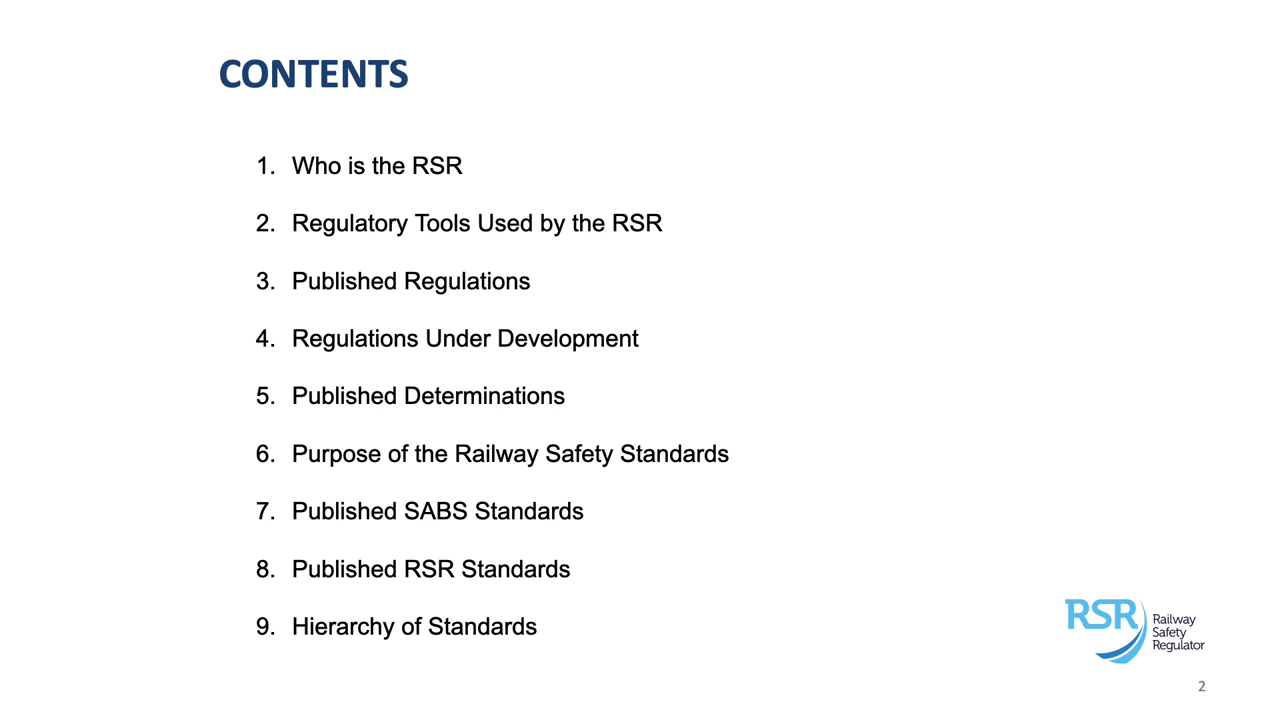 CONTENTS
1. Who is the RSR
2. Regulatory Tools Used by the RSR
3. Published Regulations
4. Regulations Under Development
5. Published Determinations
6. Purpose of the Railway Safety Standards
7. Published SABS Standards
8. Published RSR Standards
9. Hierarchy of Standards
RSR
Railway
Safety
Regulator
2